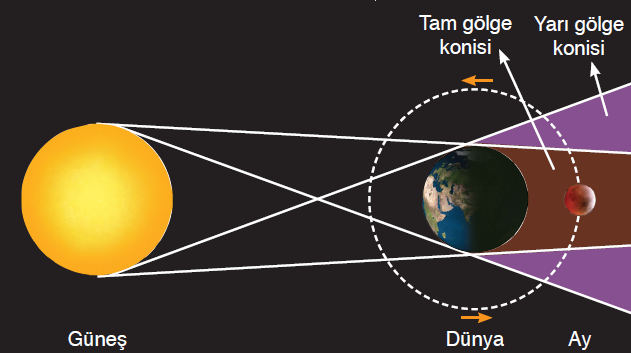 Tam gölge
konisi
Yarı gölge
konisi
Güneş
Dünya
Ay